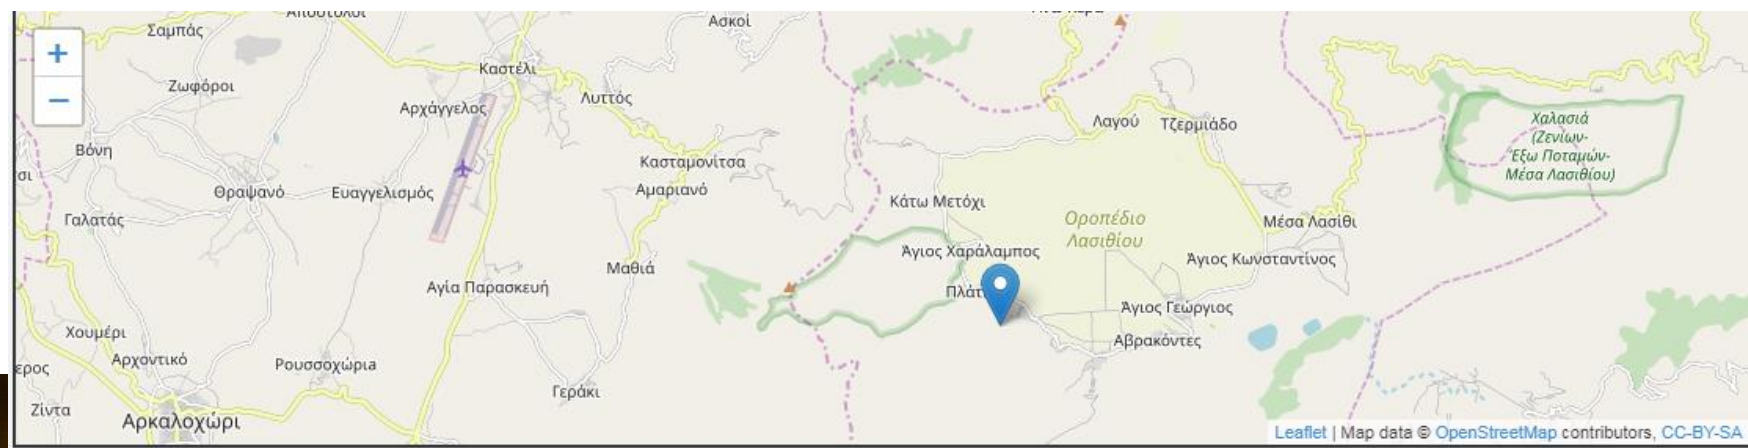 Ασκοί
Σαμπάς
+
Καστέλι
Ζωφόροι
−
Λυττός
Αρχάγγελος
Λαγού
Τζερμιάδο
Χαλασιά
(Ζενίων-
Έξω Ποταμών-
Μέσα Λασιθίου)
Βόνη
Κασταμονίτσα
Θραψανό
Ευαγγελισμός
Αμαριανό
Κάτω Μετόχι
Γαλατάς
Οροπέδιο
Λασιθίου
Μέσα Λασίθι
Άγιος Χαράλαμπος
Άγιος Κωνσταντίνος
Μαθιά
Αγία Παρασκευή
Άγιος Γεώργιος
Χουμέρι
Αβρακόντες
Αρχοντικό
Ρουσσοχώρια
Γεράκι
Ζίντα
Αρκαλοχώρι
Leaflet | Map data © OpenStreetMap contributors, CC-BY-SA